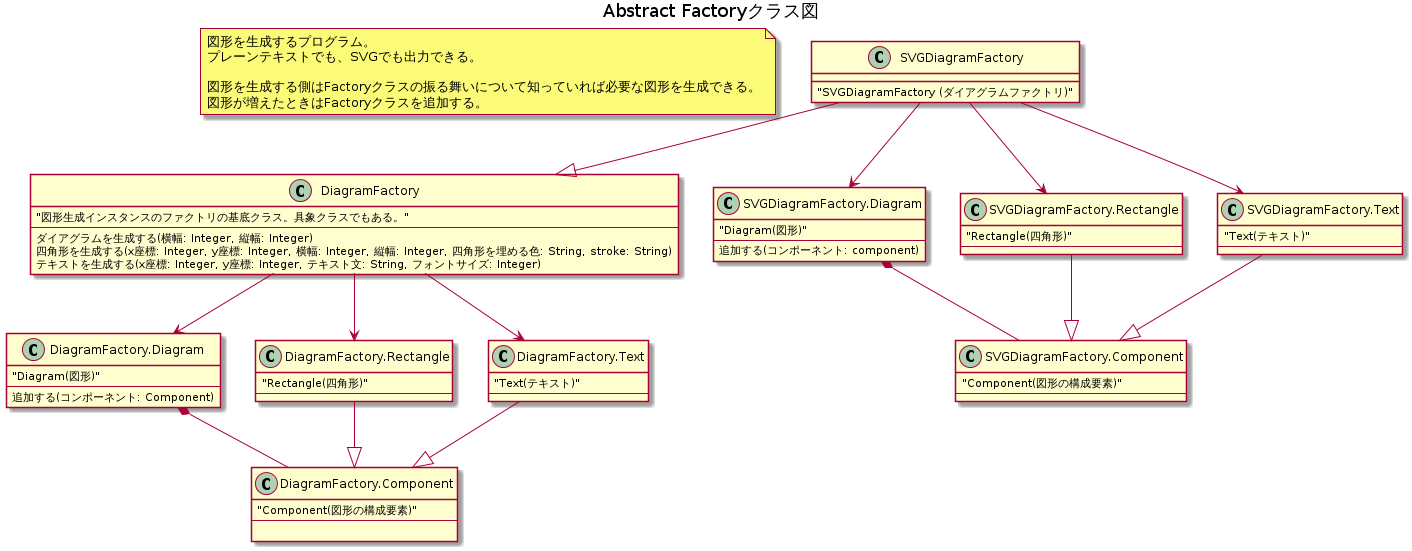 Abstract Factoryクラス図
図形を生成するプログラム。
プレーンテキストでも、SVGでも出力できる。
図形を生成する側はFactoryクラスの振る舞いについて知っていれば必要な図形を生成できる。
図形が増えたときはFactoryクラスを追加する。
C SVGDiagramFactory
"SVGDiagramFactory (ダイアグラムファクトリ)"
C DiagramFactory
"図形生成インスタンスのファクトリの基底クラス。具象クラスでもある。"
ダイアグラムを生成する(横幅: Integer, 縦幅: Integer)
四角形を生成する(x座標: Integer, y座標: Integer, 横幅: Integer, 縦幅: Integer, 四角形を埋める色: String, stroke: String)
テキストを生成する(x座標: Integer, y座標: Integer, テキスト文: String, フォントサイズ: Integer)
C SVGDiagramFactory.Diagram
"Diagram(図形)"
追加する(コンポーネント: component)
C SVGDiagramFactory.Rectangle
"Rectangle(四角形)"
C SVGDiagramFactory.Text
"Text(テキスト)"
C DiagramFactory.Diagram
"Diagram(図形)"
追加する(コンポーネント: Component)
C DiagramFactory.Rectangle
"Rectangle(四角形)"
C DiagramFactory.Text
"Text(テキスト)"
C SVGDiagramFactory.Component
"Component(図形の構成要素)"
C DiagramFactory.Component
"Component(図形の構成要素)"